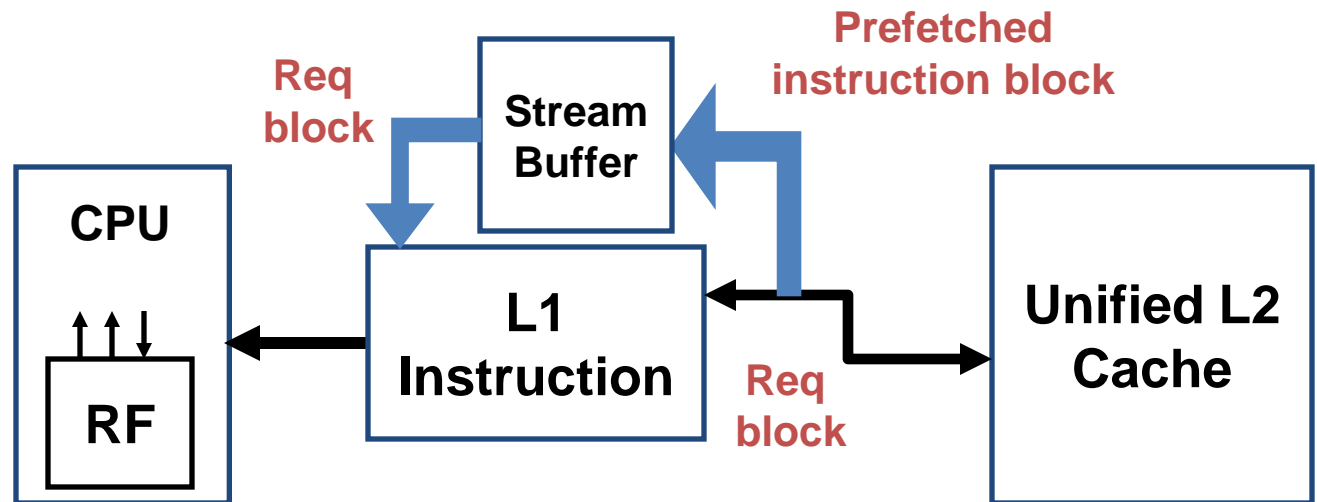 Prefetched
instruction block
Req
block
Stream
Buffer
CPU
RF
L1
Instruction
Req
block
Unified L2
Cache